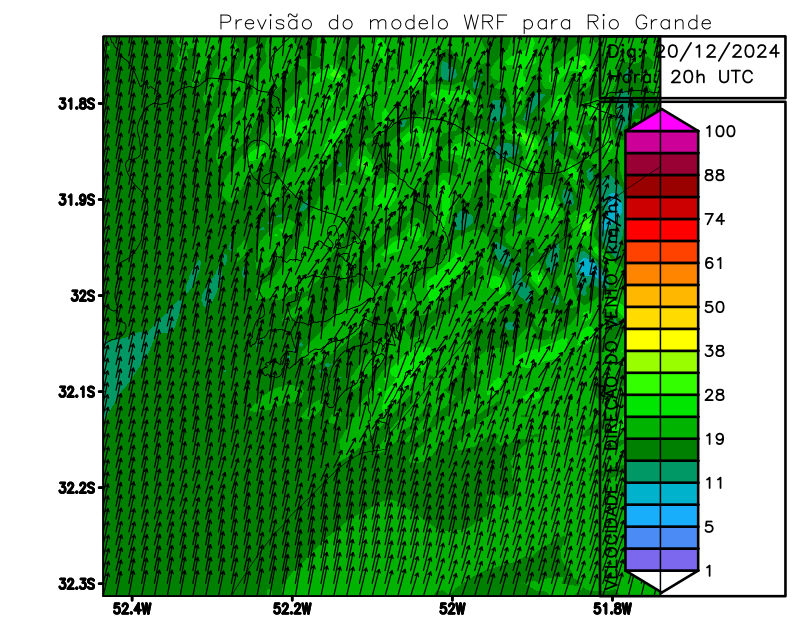 Previsão do modelo WRF para Rio Grande
Dia: 20/12/2024
Hora: 20h UTC
31.8S
31.9S
32S
32.1S
32.2S
32.3S
52.4W
52.2W
52W
51.8W
VELOCIDADE E DIREÇÃO DO VENTO (km/h)
100
88
74
61
50
38
28
19
11
5
1